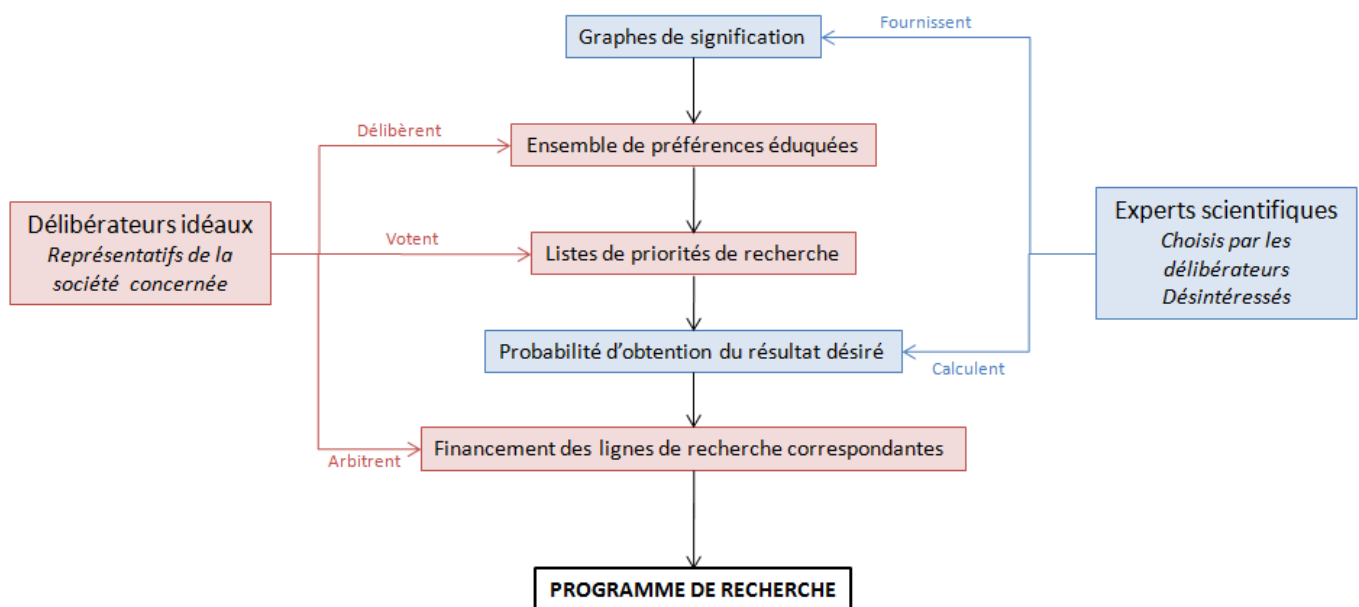 Fournissent
Graphes de signification
Délibèrent
Ensemble de préférences éduquées
Délibérateurs idéaux
Représentatifs de la
société concernée
Votent
Listes de priorités de recherche
Experts scientifiques
Choisis par les
délibérateurs
Désintéressés
Probabilité d'obtention du résultat désiré
Calculent
Financement des lignes de recherche correspondantes
Arbitrent
PROGRAMME DE RECHERCHE